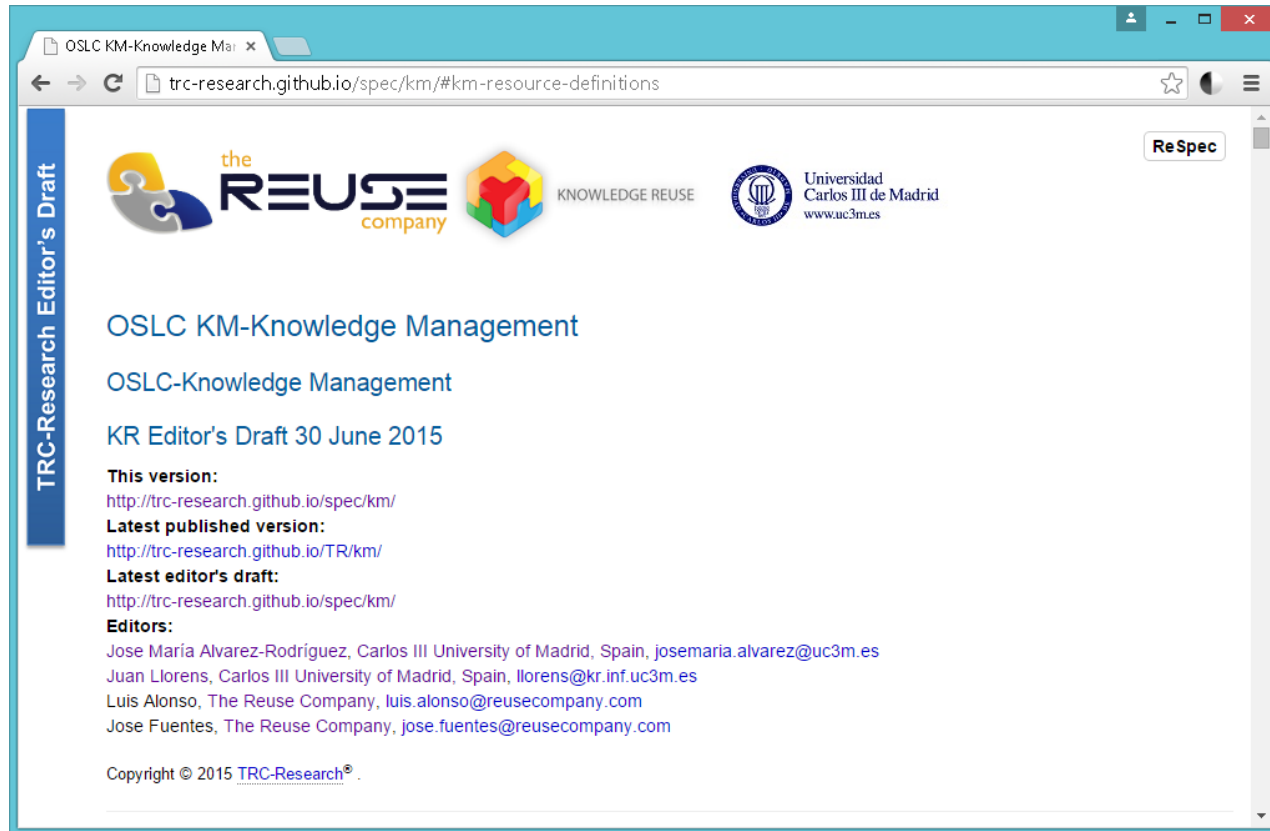 OSLC KM-Knowledge Mar
trc-research.github.io/spec/km/#km-resource-definitions
TRC-Research Editor's Draft
ReSpec
the
REUSE
company
KNOWLEDGE REUSE
Universidad
Carlos III de Madrid
www.uc3m.es
OSLC KM-Knowledge Management
OSLC-Knowledge Management
KR Editor's Draft 30 June 2015
This version:
http://trc-research.github.io/spec/km/
Latest published version:
http://trc-research.github.io/TR/km/
Latest editor's draft:
http://trc-research.github.io/spec/km/
Editors:
Jose María Alvarez-Rodríguez, Carlos III University of Madrid, Spain, josemaria.alvarez@uc3m.es
Juan Llorens, Carlos III University of Madrid, Spain, llorens@kr.inf.uc3m.es
Luis Alonso, The Reuse Company, luis.alonso@reusecompany.com
Jose Fuentes, The Reuse Company, jose.fuentes@reusecompany.com
Copyright © 2015 TRC-Research® .